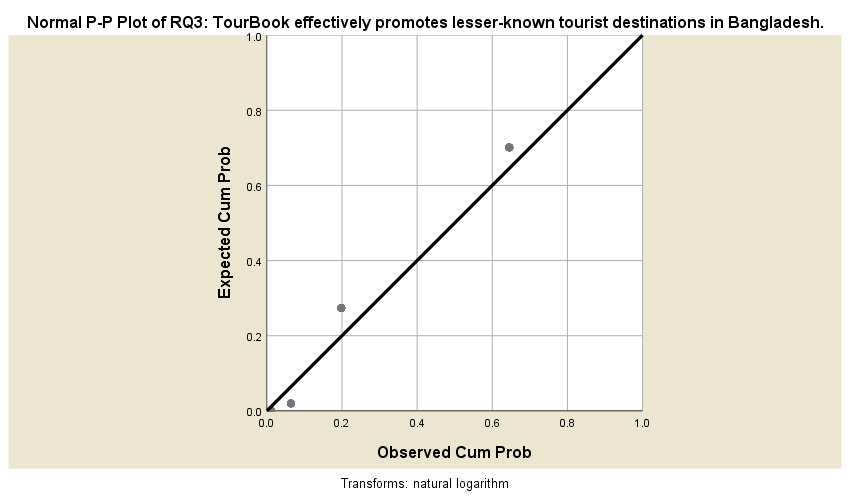 Normal P-P Plot of RQ3: TourBook effectively promotes lesser-known tourist destinations in Bangladesh.
1.0
0.8
0.6
0.4
0.2
0.0
Expected Cum Prob
0.0 0.2 0.4 0.6 0.8 1.0
Observed Cum Prob
Transforms: natural logarithm